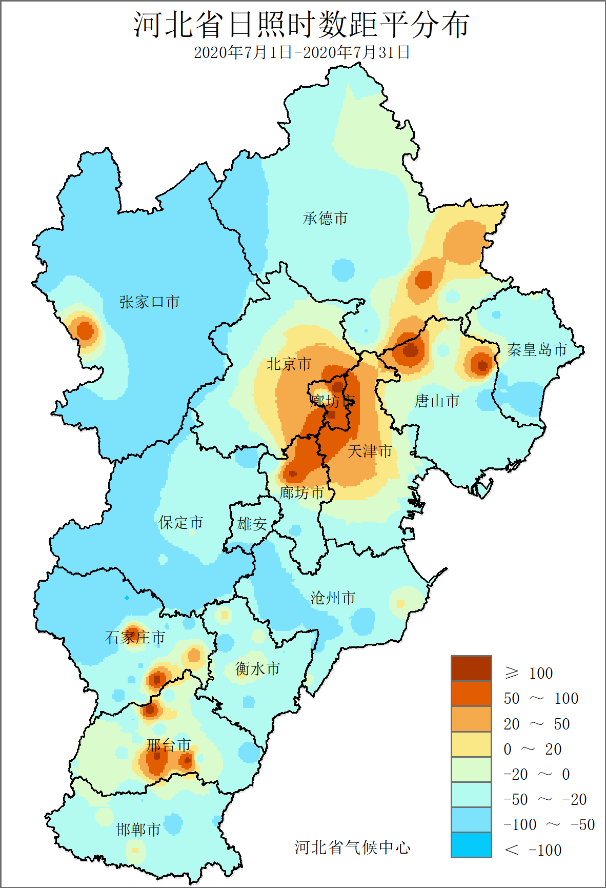 河北省日照时数距平分布
2020年7月1日-2020年7月31日
承德市
张家口市
秦皇岛市
北京市
廊坊市
唐山市
天津市
廊坊市
保定市
雄安
沧州市
石家庄市
衡水市
邢台市
邯郸市
≥ 100
50 ～ 100
20 ～ 50
0 ～ 20
-20 ～ 0
-50 ～ -20
-100 ～ -50
< -100
河北省气候中心